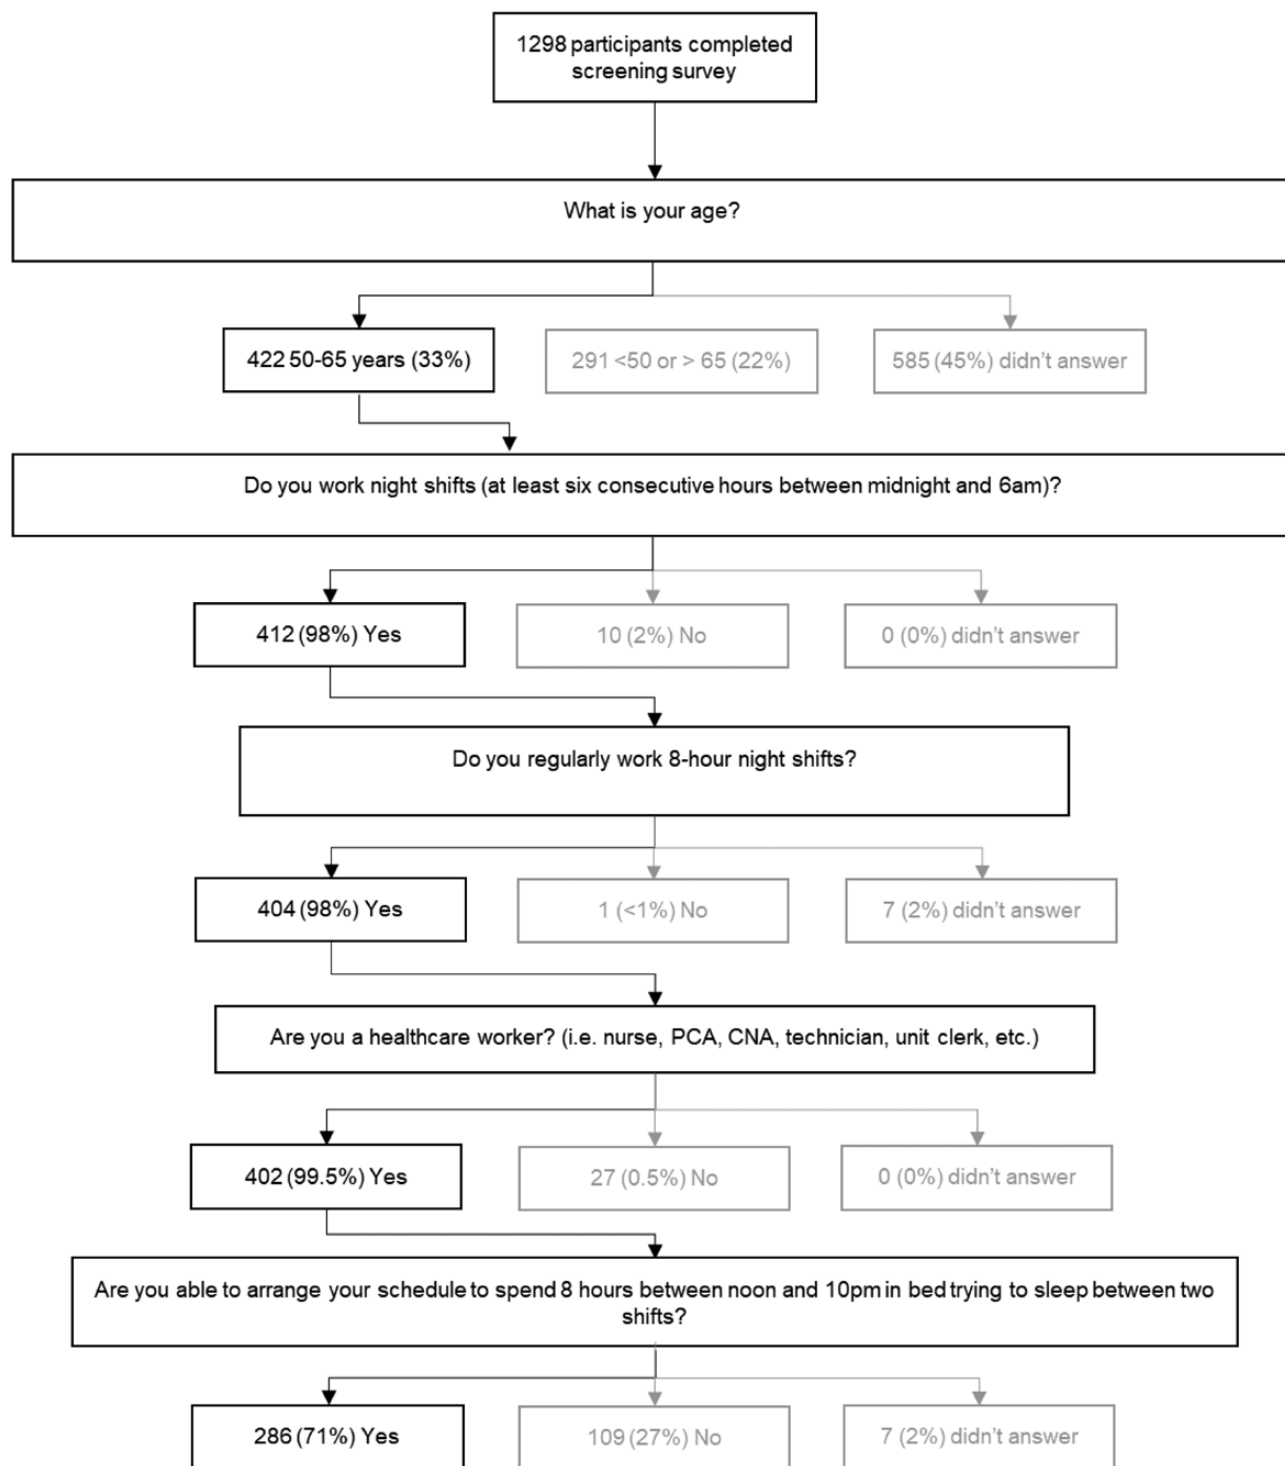 1298 participants completed
screening survey
What is your age?
422 50-65 years (33%)
291 <50 or > 65 (22%)
585 (45%) didn't answer
Do you work night shifts (at least six consecutive hours between midnight and 6am)?
412 (98%) Yes
10 (2%) No
0 (0%) didn't answer
Do you regularly work 8-hour night shifts?
404 (98%) Yes
1 (<1%) No
7 (2%) didn't answer
Are you a healthcare worker? (i.e. nurse, PCA, CNA, technician, unit clerk, etc.)
402 (99.5%) Yes
27 (0.5%) No
0 (0%) didn't answer
Are you able to arrange your schedule to spend 8 hours between noon and 10pm in bed trying to sleep between two
shifts?
286 (71%) Yes
109 (27%) No
7 (2%) didn't answer